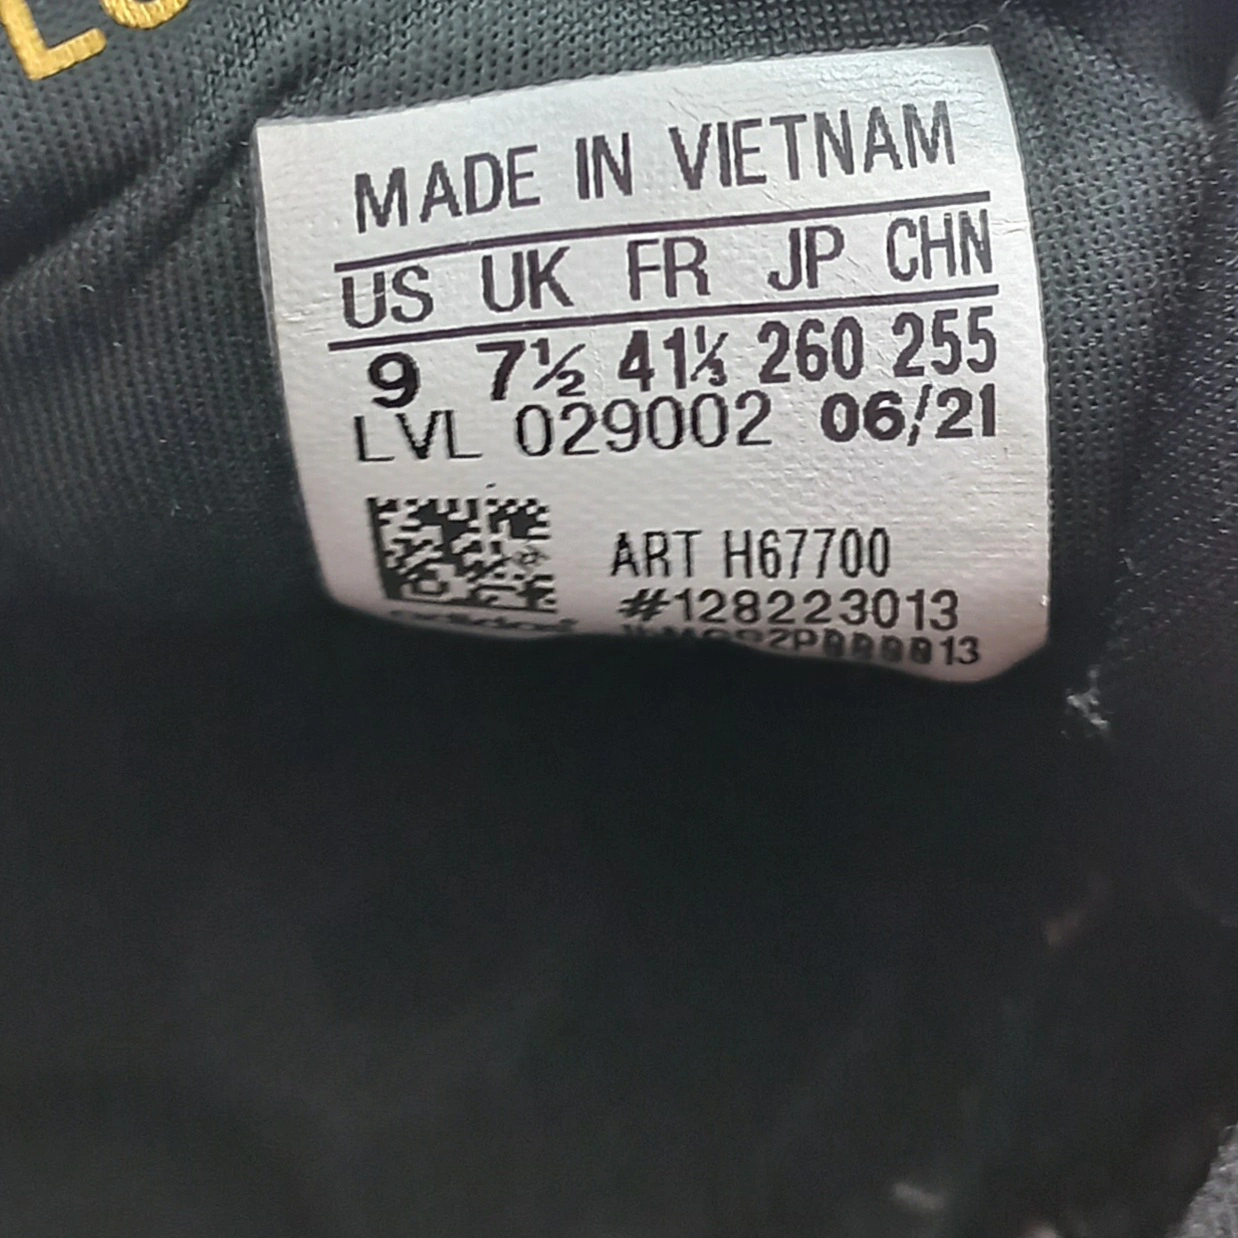 MADE IN VIETNAM
US UK FR JP CHN
9 7½ 41⅓ 260 255
LVL 029002 06/21
ART H67700
#128223013
adidas